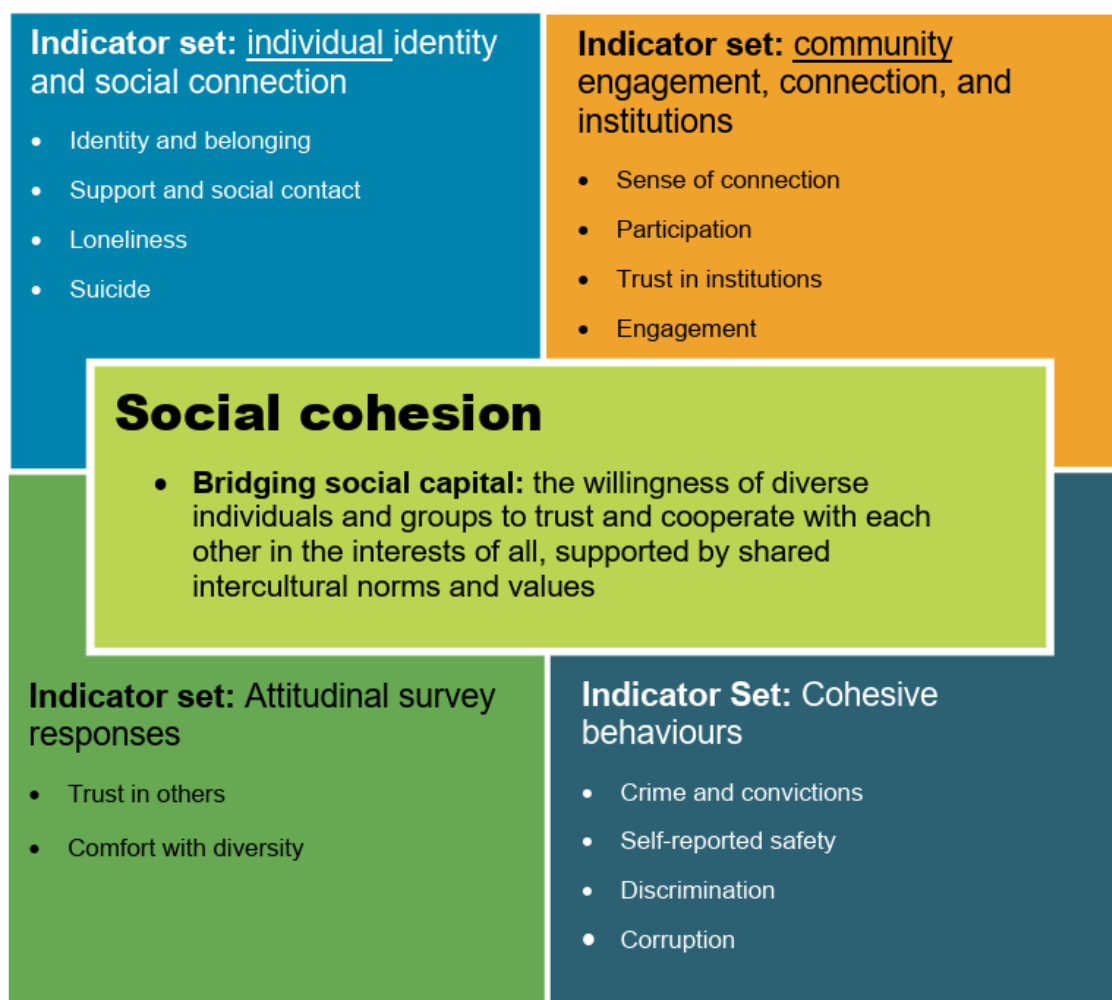 Indicator set: individual identity
and social connection
• Identity and belonging
• Support and social contact
• Loneliness
• Suicide
Indicator set: community
engagement, connection, and
institutions
• Sense of connection
• Participation
• Trust in institutions
• Engagement
Social cohesion
• Bridging social capital: the willingness of diverse
individuals and groups to trust and cooperate with each
other in the interests of all, supported by shared
intercultural norms and values
Indicator set: Attitudinal survey
responses
• Trust in others
• Comfort with diversity
Indicator Set: Cohesive
behaviours
• Crime and convictions
• Self-reported safety
• Discrimination
• Corruption